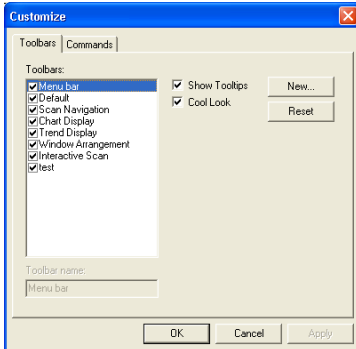 Customize
Toolbars Commands
Toolbars:
Menu bar
Default
Scan Navigation
Chart Display
Trend Display
Window Arrangement
Interactive Scan
test
Show Tooltips
Cool Look
New...
Reset
Toolbar name:
Menu bar
OK Cancel Apply